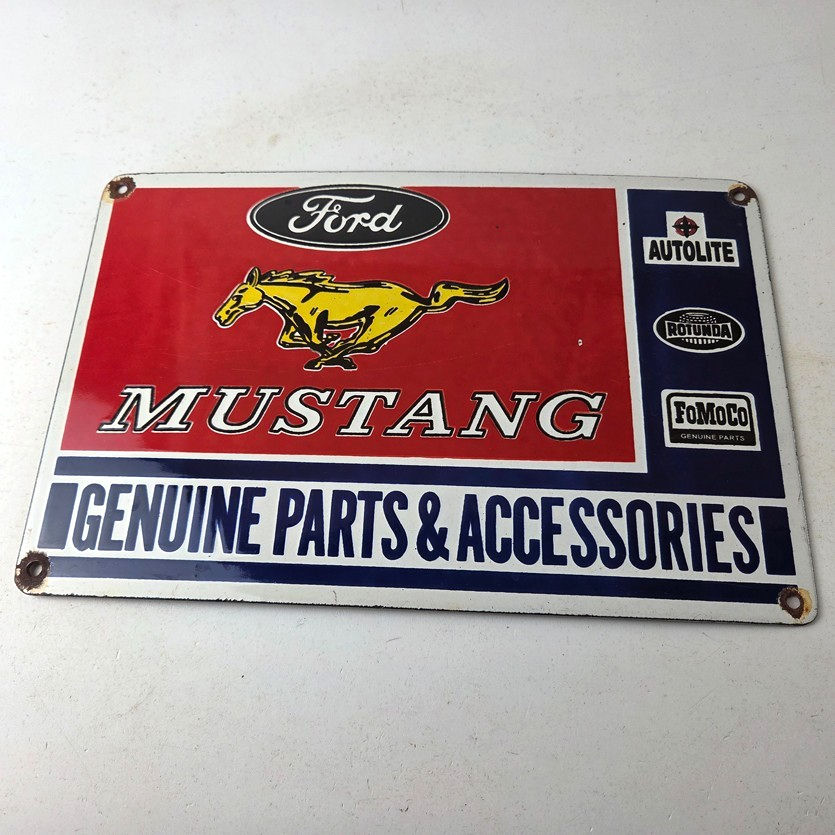 Ford
MUSTANG
AUTOLITE
ROTUNDA
FoMoCo
GENUINE PARTS
GENUINE PARTS & ACCESSORIES